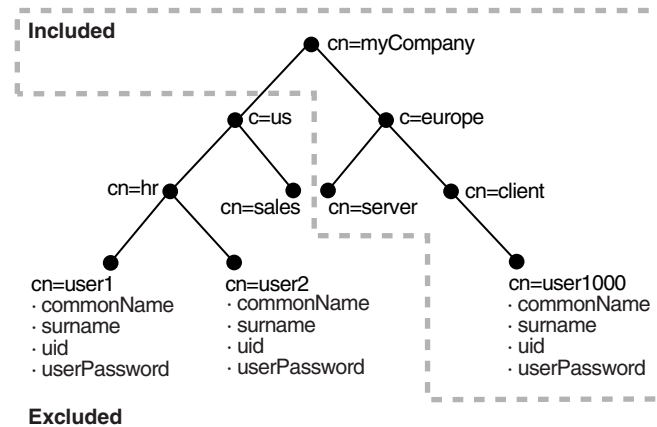 Included
cn=myCompany
c=us
c=europe
cn=hr
cn=sales
cn=server
cn=client
cn=user1
· commonName
· surname
· uid
· userPassword
cn=user2
· commonName
· surname
· uid
· userPassword
cn=user1000
· commonName
· surname
· uid
· userPassword
Excluded